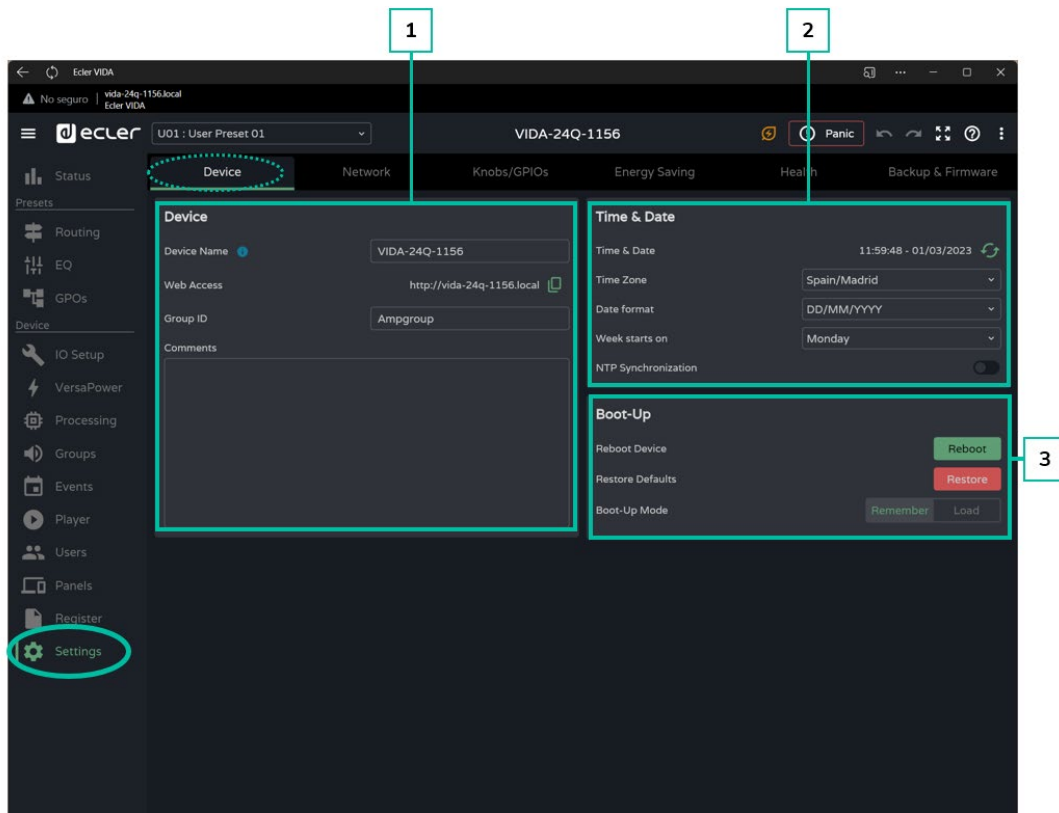 1
2
Ecler VIDA
No seguro | vida-24q-1156.local
Ecler VIDA
ecler
U01 : User Preset 01
VIDA-24Q-1156
Panic
Status
Device
Network
Knobs/GPIOs
Energy Saving
Health
Backup & Firmware
Presets
Routing
EQ
GPOs
Device
IO Setup
VersaPower
Processing
Groups
Events
Player
Users
Panels
Register
Settings
Device
Device Name
VIDA-24Q-1156
Web Access
http://vida-24q-1156.local
Group ID
Ampgroup
Comments
Time & Date
Time & Date
11:59:48 - 01/03/2023
Time Zone
Spain/Madrid
Date format
DD/MM/YYYY
Week starts on
Monday
NTP Synchronization
Boot-Up
Reboot Device
Reboot
Restore Defaults
Restore
Boot-Up Mode
Remember
Load
3